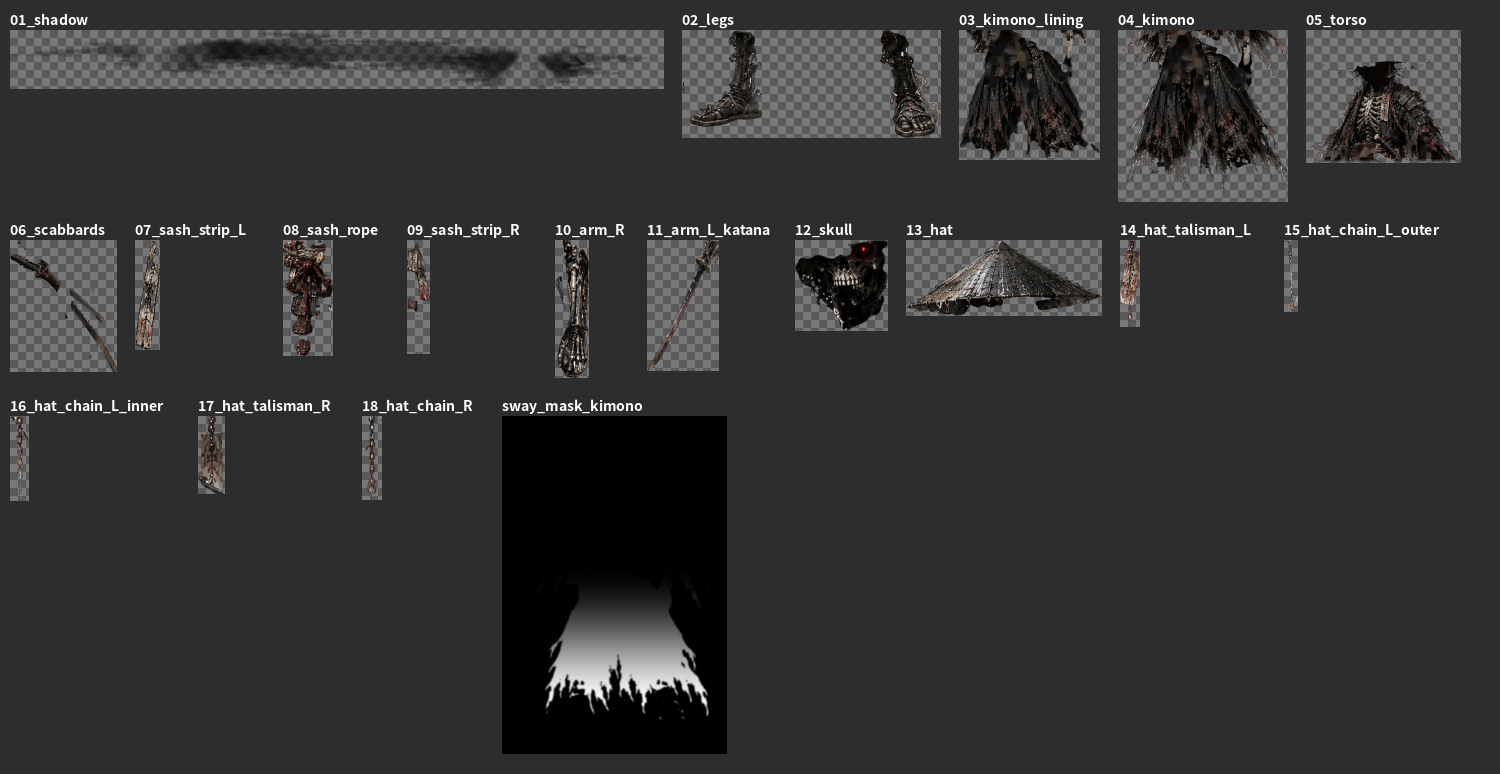 01_shadow
02_legs
03_kimono_lining
04_kimono
05_torso
06_scabbards
07_sash_strip_L
08_sash_rope
09_sash_strip_R
10_arm_R
11_arm_L_katana
12_skull
13_hat
14_hat_talisman_L
15_hat_chain_L_outer
16_hat_chain_L_inner
17_hat_talisman_R
18_hat_chain_R
sway_mask_kimono